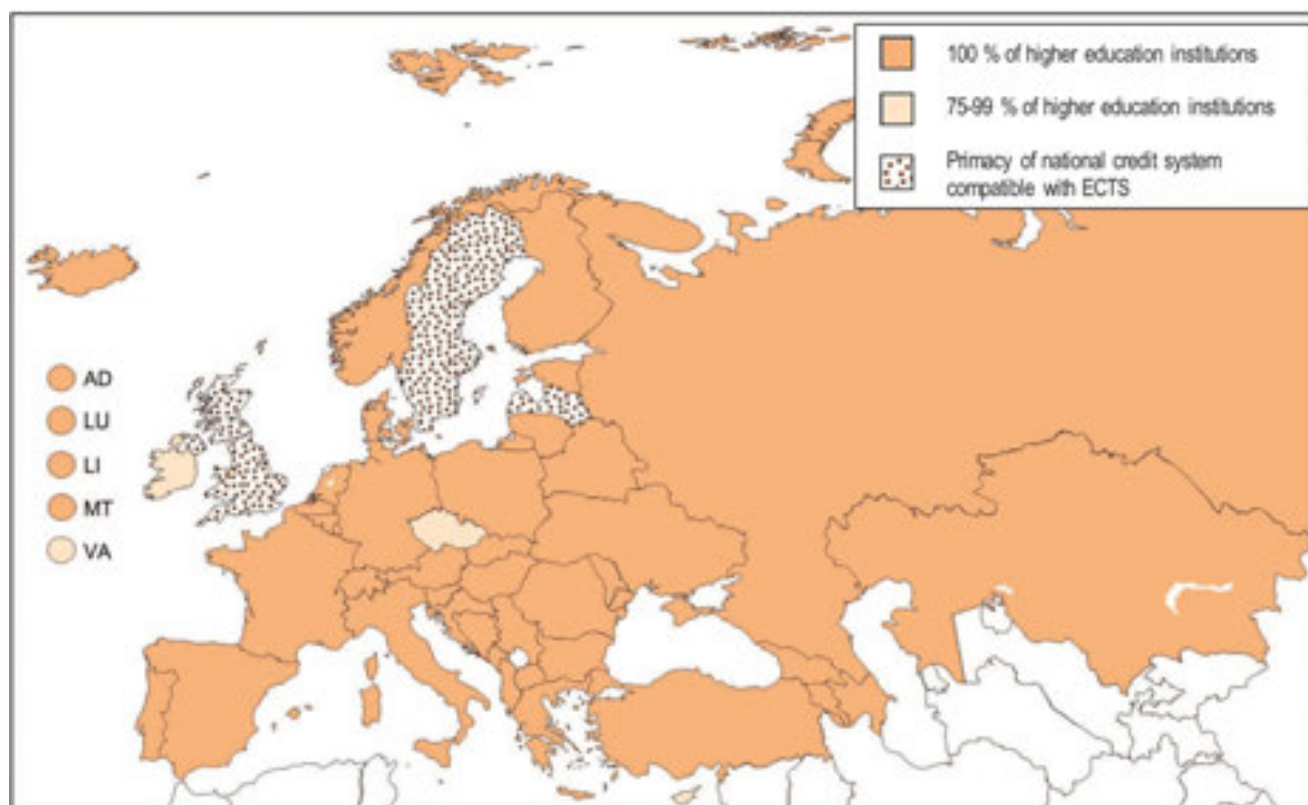 100 % of higher education institutions
75-99 % of higher education institutions
Primacy of national credit system
compatible with ECTS
AD
LU
LI
MT
VA